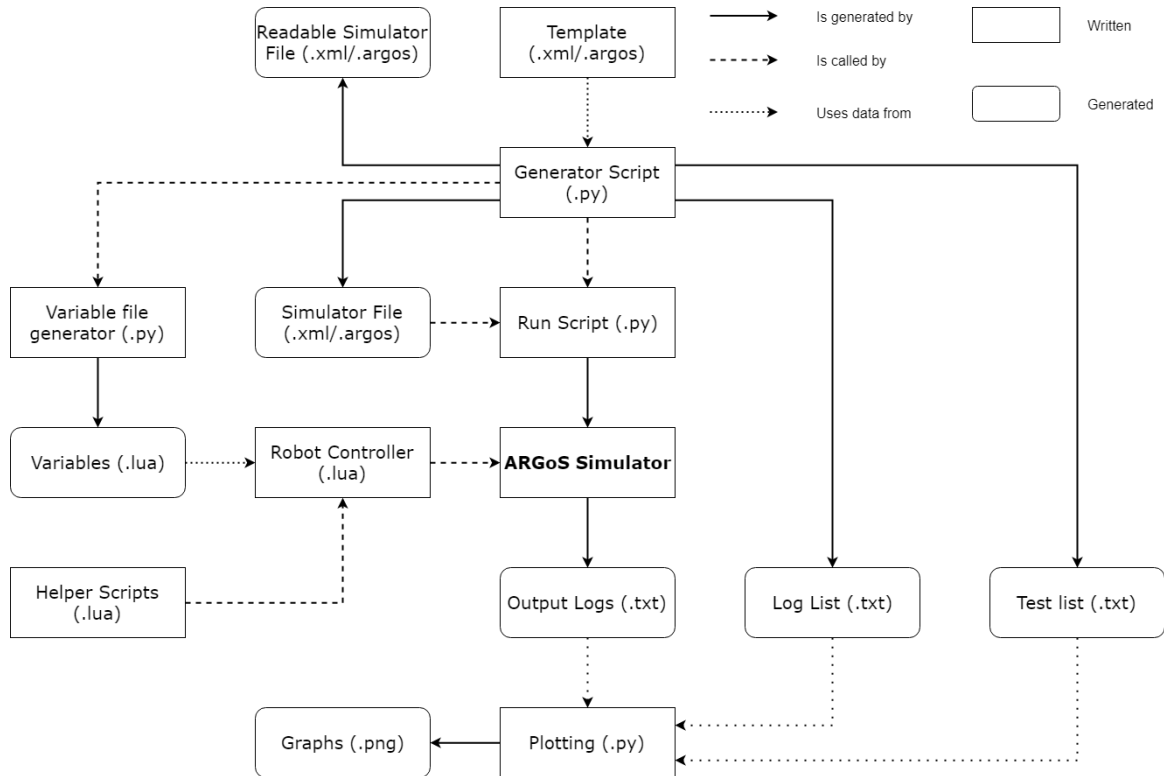 Readable Simulator
File (.xml/.argos)
Template
(.xml/.argos)
Is generated by
Written
Is called by
Uses data from
Generated
Generator Script
(.py)
Variable file
generator (.py)
Simulator File
(.xml/.argos)
Run Script (.py)
Variables (.lua)
Robot Controller
(.lua)
ARGoS Simulator
Helper Scripts
(.lua)
Output Logs (.txt)
Log List (.txt)
Test list (.txt)
Graphs (.png)
Plotting (.py)